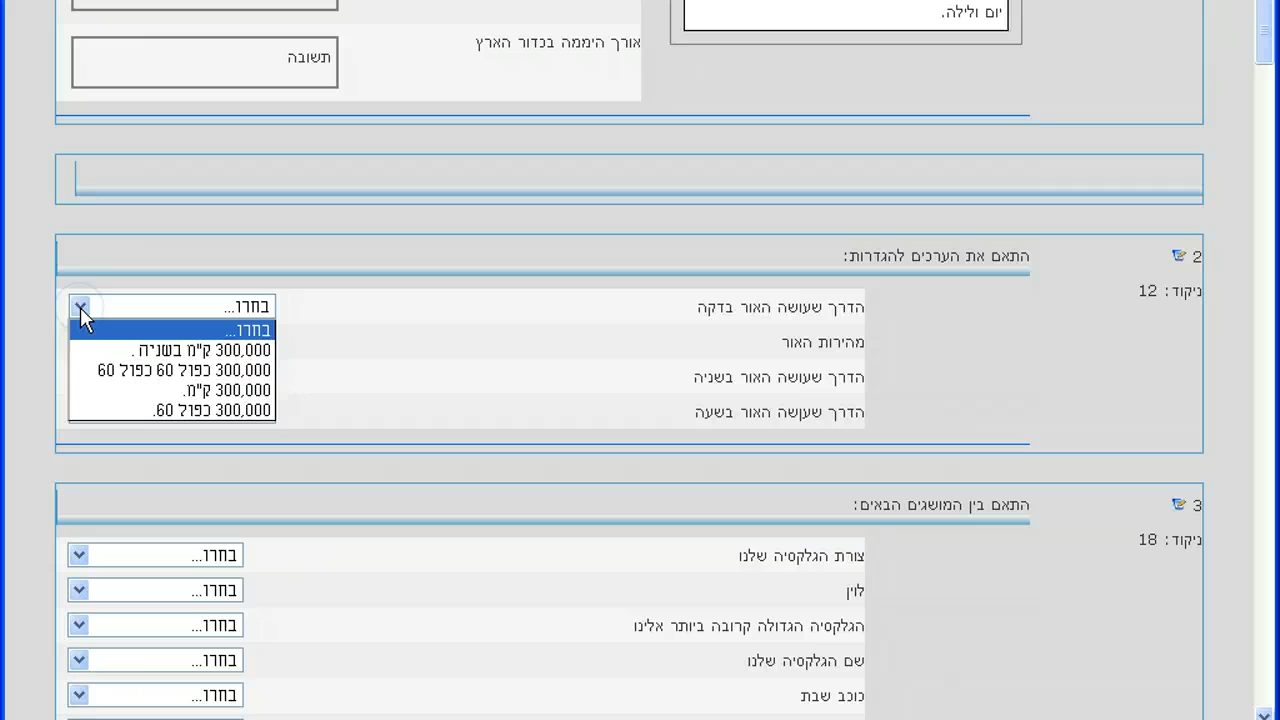 יום ולילה.
אורך היממה בכדור הארץ
תשובה
2
התאם את הערכים להגדרות:
ניקוד: 12
הדרך שעושה האור בדקה
בחרו...
בחרו...
300,000 ק"מ בשניה .
300,000 כפול 60 כפול 60
300,000 ק"מ.
300,000 כפול 60.
מהירות האור
הדרך שעושה האור בשניה
הדרך שעןשה האור בשעה
3
התאם בין המושגים הבאים:
ניקוד: 18
צורת הגלקסיה שלנו
בחרו...
לוין
בחרו...
הגלקסיה הגדולה קרובה ביותר אלינו
בחרו...
שם הגלקסיה שלנו
בחרו...
כוכב שבת
בחרו...